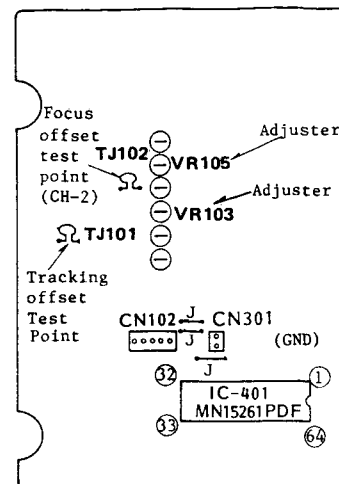 Focus
offset
test
point
(CH-2)
TJ102
VR105
Adjuster
VR103
Adjuster
TJ101
Tracking
offset
Test
Point
CN102
J
J
CN301
(GND)
J
32
1
IC-401
MN15261PDF
33
64